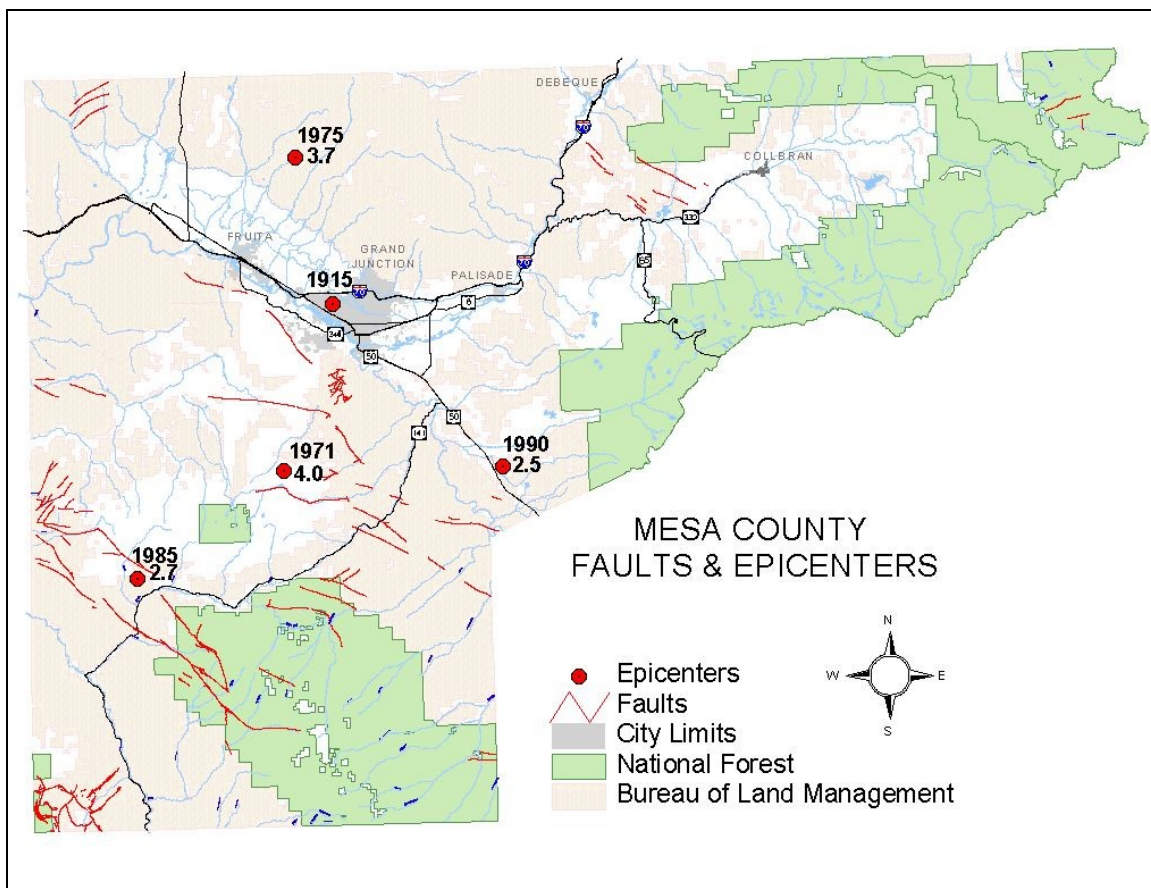 DEBEQUE
70
1975
3.7
COLLBRAN
330
FRUITA
GRAND
JUNCTION
70
65
PALISADE
1915
70
6
340
50
50
141
1971
4.0
1990
2.5
MESA COUNTY
FAULTS & EPICENTERS
1985
2.7
N
W
E
S
Epicenters
Faults
City Limits
National Forest
Bureau of Land Management